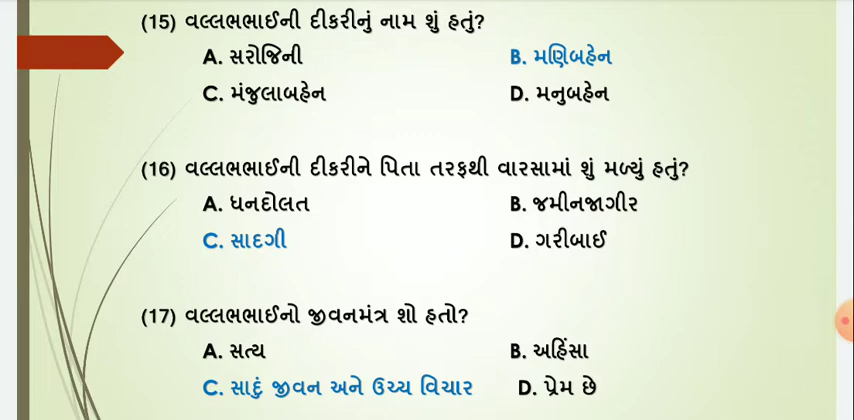 (15) વલ્લભભાઈની દીકરીનું નામ શું હતું?
A. સરોજિની B. મણિબહેન
C. મંજુલાબહેન D. મનુબહેન
(16) વલ્લભભાઈની દીકરીને પિતા તરફથી વારસામાં શું મળ્યું હતું?
A. ધનદોલત B. જમીનજાગીર
C. સાદગી D. ગરીબાઈ
(17) વલ્લભભાઈનો જીવનમંત્ર શો હતો?
A. સત્ય B. અહિંસા
C. સાદું જીવન અને ઉચ્ચ વિચાર D. પ્રેમ છે